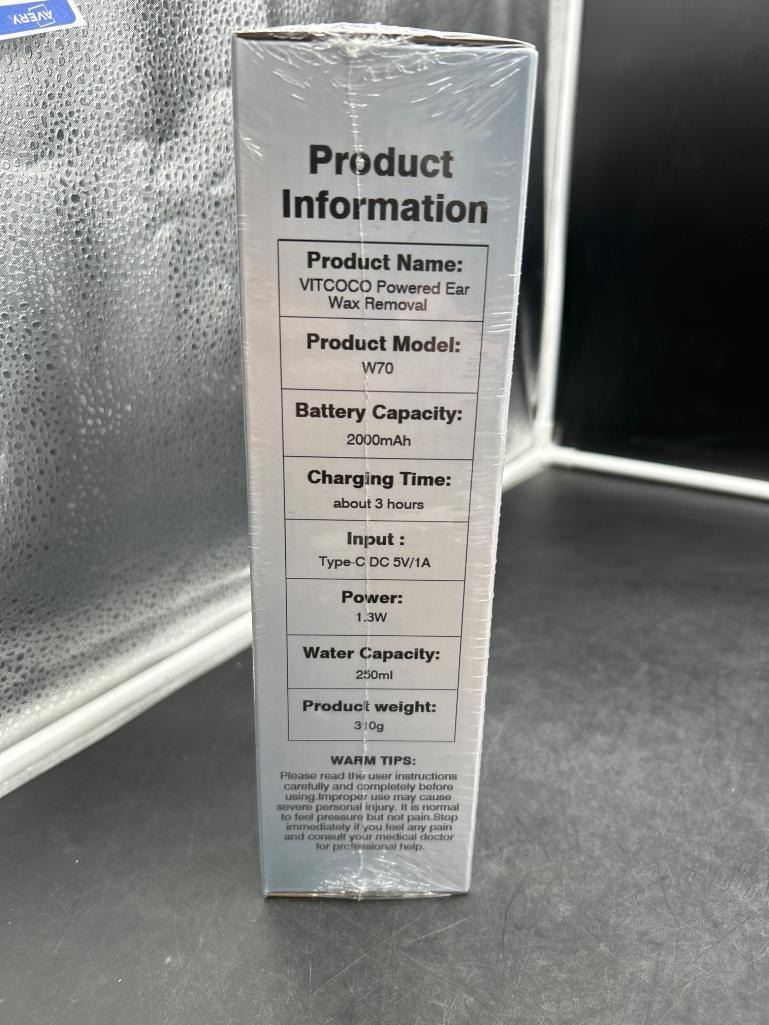 AVERY
Product
Information
Product Name:
VITCOCO Powered Ear
Wax Removal
Product Model:
W70
Battery Capacity:
2000mAh
Charging Time:
about 3 hours
Input :
Type-C DC 5V/1A
Power:
1.3W
Water Capacity:
250ml
Product weight:
WARM TIPS:
Please read the user instructions
carefully and completely before
using.Improper use may cause
severe personal injury. It is normal
to feel pressure but not pain.Stop
immediately if you feel any pain
and consult your medical doctor
for professional help.